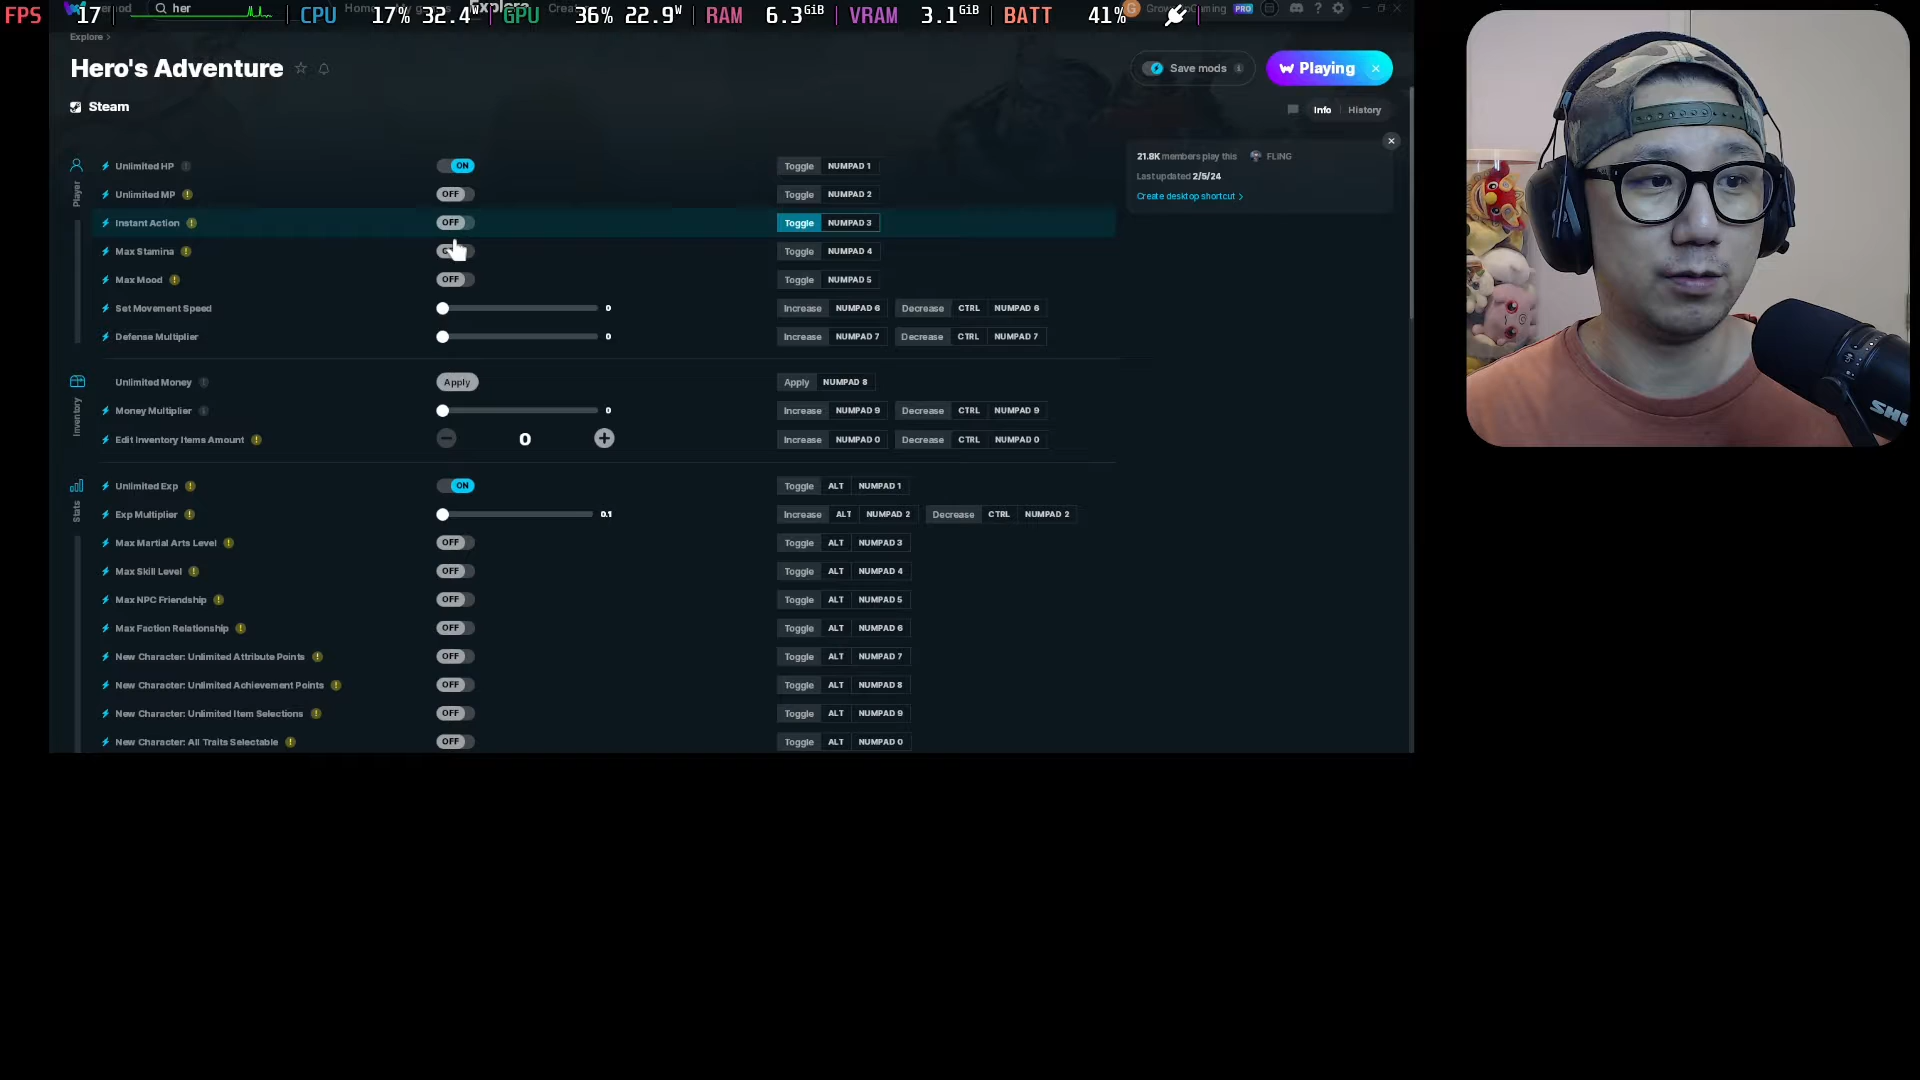 FPS 17 CPU 17% 32.4W GPU 36% 22.9W RAM 6.3GiB VRAM 3.1GiB BATT 41%
her
Explore
PRO
Explore >
Hero's Adventure
Save mods
Playing
Steam
Info History
Player
Unlimited HP ON Toggle NUMPAD 1
Unlimited MP OFF Toggle NUMPAD 2
Instant Action OFF Toggle NUMPAD 3
Max Stamina Toggle NUMPAD 4
Max Mood OFF Toggle NUMPAD 5
Set Movement Speed 0 Increase NUMPAD 6 Decrease CTRL NUMPAD 6
Defense Multiplier 0 Increase NUMPAD 7 Decrease CTRL NUMPAD 7
21.8K members play this FLiNG
Last updated 2/5/24
Create desktop shortcut >
Inventory
Unlimited Money Apply Apply NUMPAD 8
Money Multiplier 0 Increase NUMPAD 9 Decrease CTRL NUMPAD 9
Edit Inventory Items Amount 0 Increase NUMPAD 0 Decrease CTRL NUMPAD 0
Stats
Unlimited Exp ON Toggle ALT NUMPAD 1
Exp Multiplier 0.1 Increase ALT NUMPAD 2 Decrease CTRL NUMPAD 2
Max Martial Arts Level OFF Toggle ALT NUMPAD 3
Max Skill Level OFF Toggle ALT NUMPAD 4
Max NPC Friendship OFF Toggle ALT NUMPAD 5
Max Faction Relationship OFF Toggle ALT NUMPAD 6
New Character: Unlimited Attribute Points OFF Toggle ALT NUMPAD 7
New Character: Unlimited Achievement Points OFF Toggle ALT NUMPAD 8
New Character: Unlimited Item Selections OFF Toggle ALT NUMPAD 9
New Character: All Traits Selectable OFF Toggle ALT NUMPAD 0